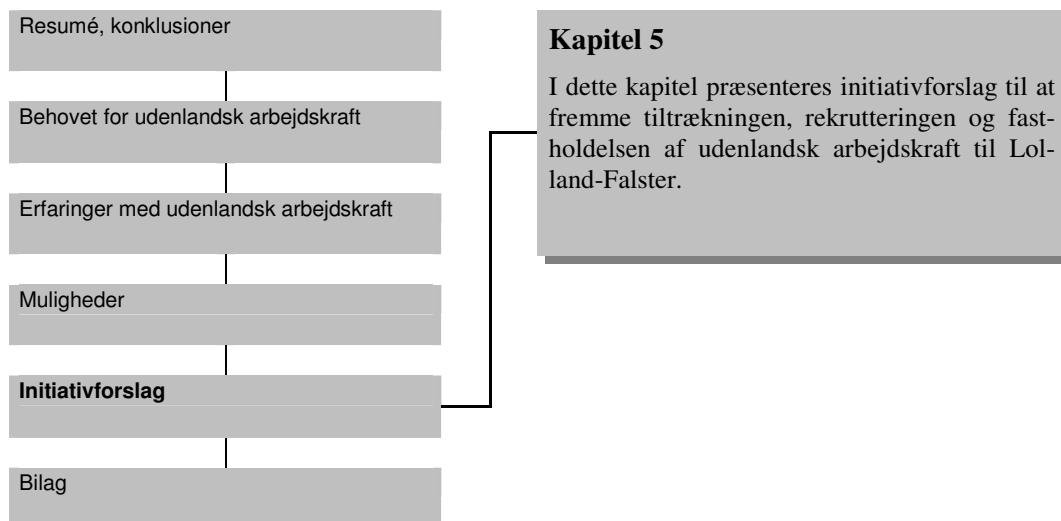 Resumé, konklusioner
Behovet for udenlandsk arbejdskraft
Erfaringer med udenlandsk arbejdskraft
Muligheder
Initiativforslag
Bilag
Kapitel 5
I dette kapitel præsenteres initiativforslag til at
fremme tiltrækningen, rekrutteringen og fast-
holdelsen af udenlandsk arbejdskraft til Lol-
land-Falster.